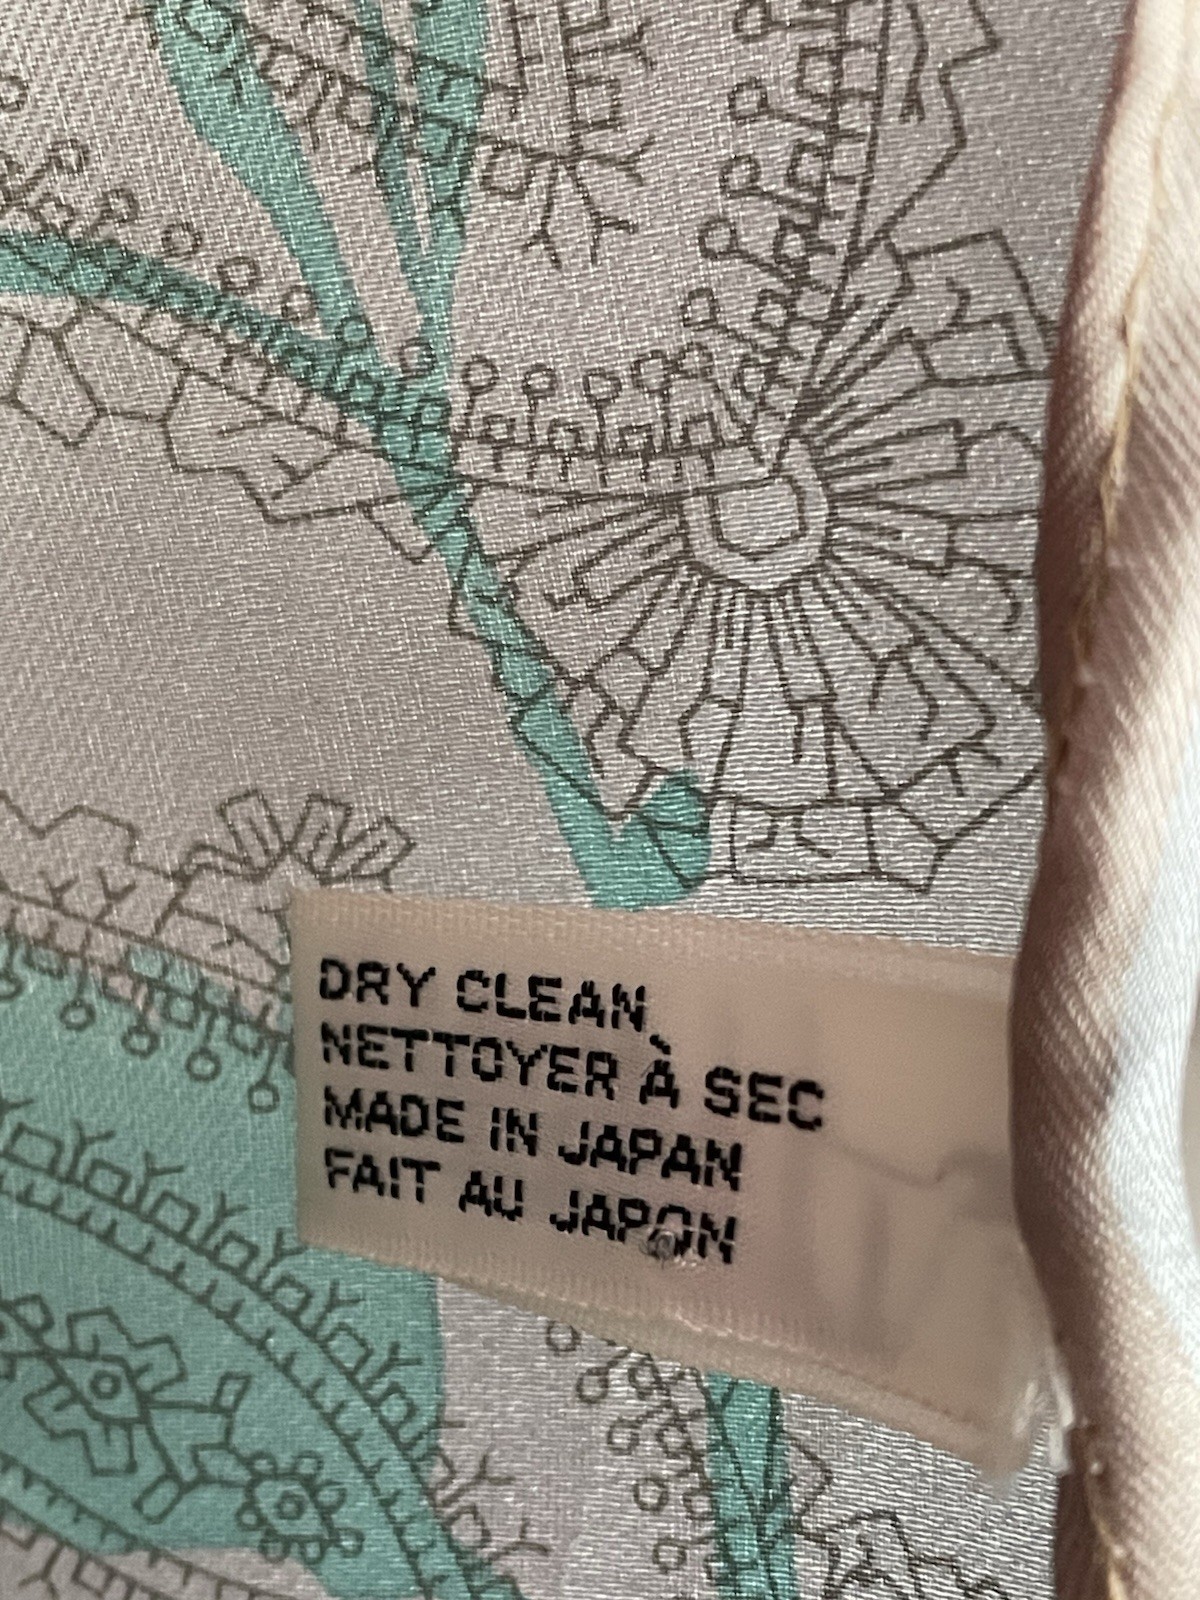 DRY CLEAN
NETTOYER À SEC
MADE IN JAPAN
FAIT AU JAPON